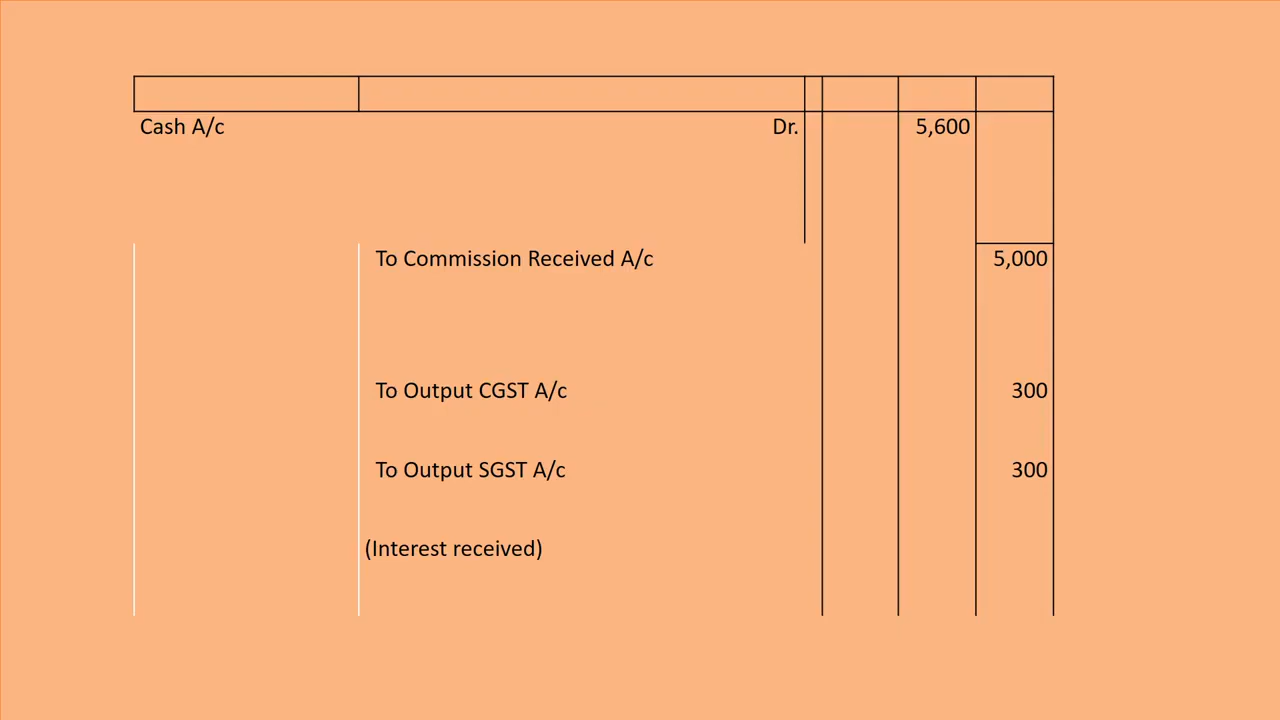 Cash A/c Dr. 5,600
To Commission Received A/c 5,000
To Output CGST A/c 300
To Output SGST A/c 300
(Interest received)